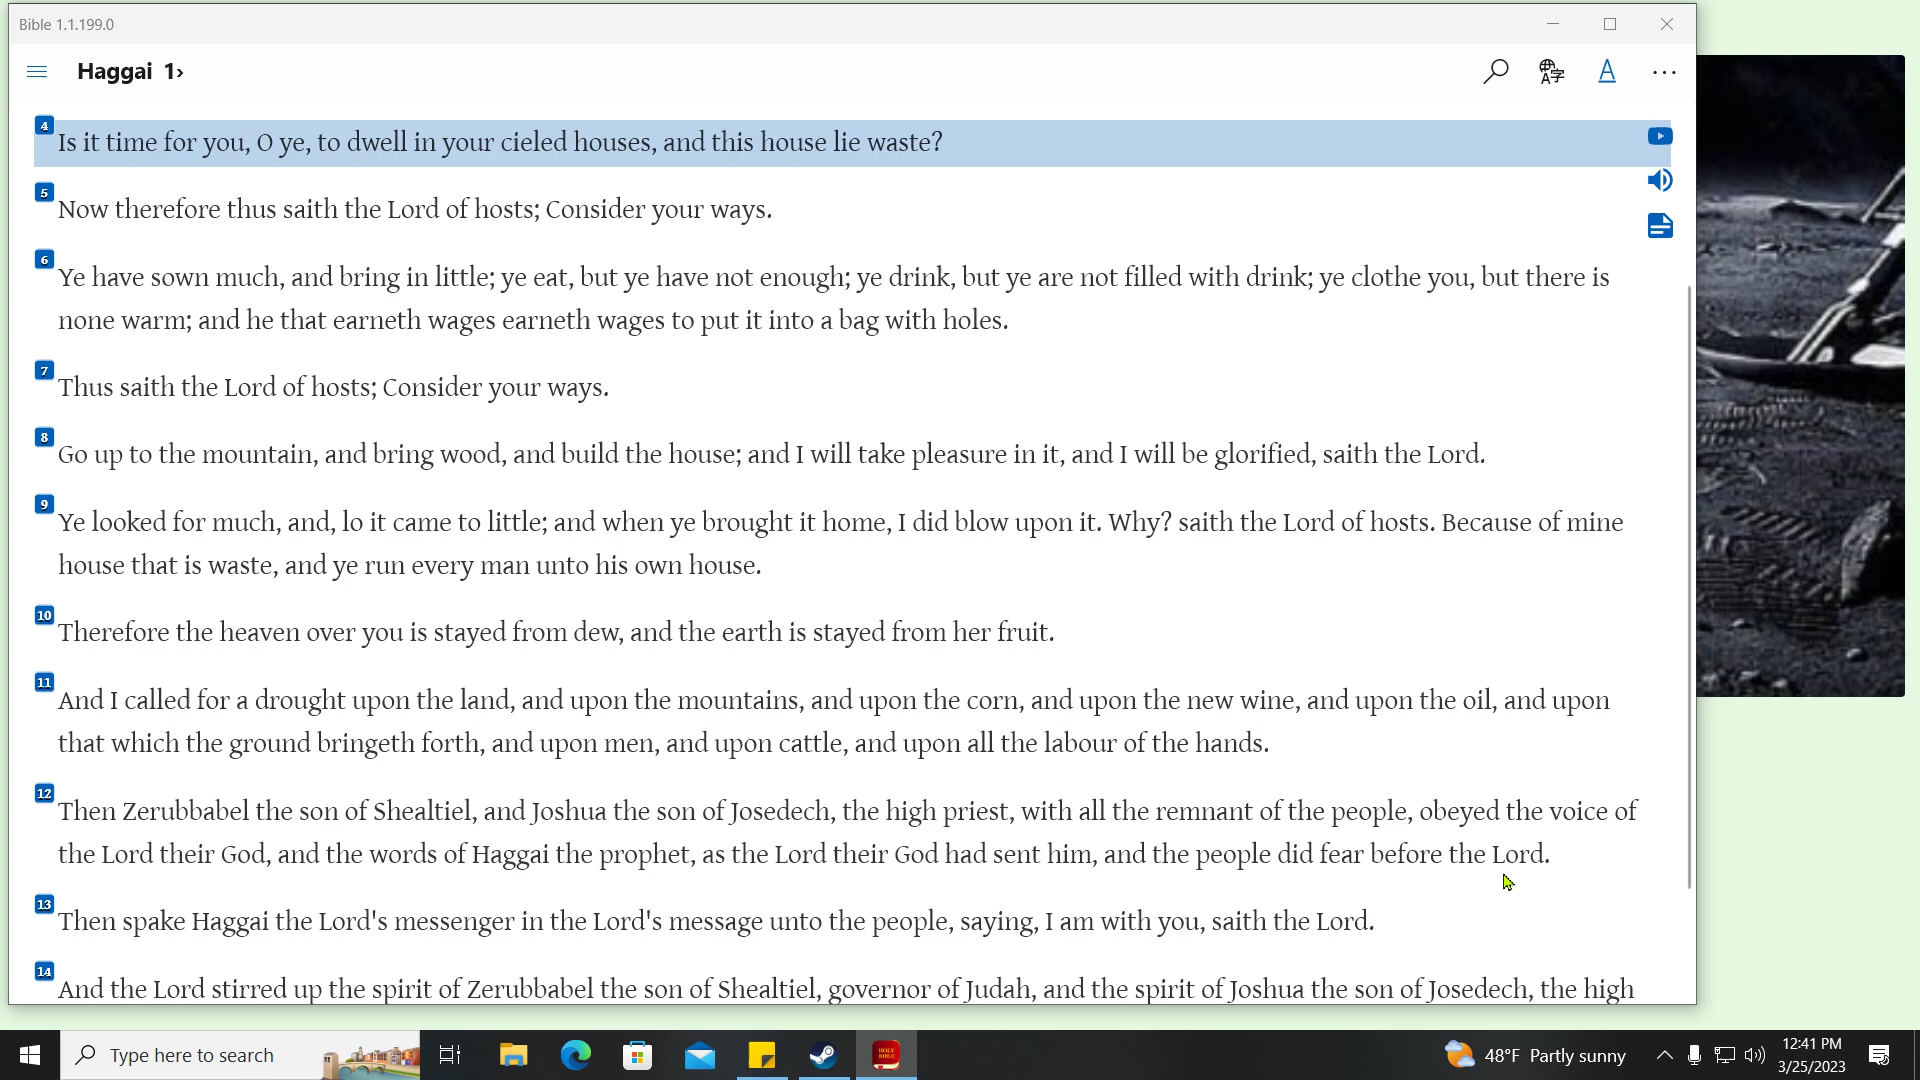 Bible 1.1.199.0
Haggai 1›
4 Is it time for you, O ye, to dwell in your cieled houses, and this house lie waste?
5 Now therefore thus saith the Lord of hosts; Consider your ways.
6 Ye have sown much, and bring in little; ye eat, but ye have not enough; ye drink, but ye are not filled with drink; ye clothe you, but there is
none warm; and he that earneth wages earneth wages to put it into a bag with holes.
7 Thus saith the Lord of hosts; Consider your ways.
8 Go up to the mountain, and bring wood, and build the house; and I will take pleasure in it, and I will be glorified, saith the Lord.
9 Ye looked for much, and, lo it came to little; and when ye brought it home, I did blow upon it. Why? saith the Lord of hosts. Because of mine
house that is waste, and ye run every man unto his own house.
10 Therefore the heaven over you is stayed from dew, and the earth is stayed from her fruit.
11 And I called for a drought upon the land, and upon the mountains, and upon the corn, and upon the new wine, and upon the oil, and upon
that which the ground bringeth forth, and upon men, and upon cattle, and upon all the labour of the hands.
12 Then Zerubbabel the son of Shealtiel, and Joshua the son of Josedech, the high priest, with all the remnant of the people, obeyed the voice of
the Lord their God, and the words of Haggai the prophet, as the Lord their God had sent him, and the people did fear before the Lord.
13 Then spake Haggai the Lord's messenger in the Lord's message unto the people, saying, I am with you, saith the Lord.
14 And the Lord stirred up the spirit of Zerubbabel the son of Shealtiel, governor of Judah, and the spirit of Joshua the son of Josedech, the high
Type here to search
HOLY BIBLE
48°F Partly sunny
12:41 PM
3/25/2023